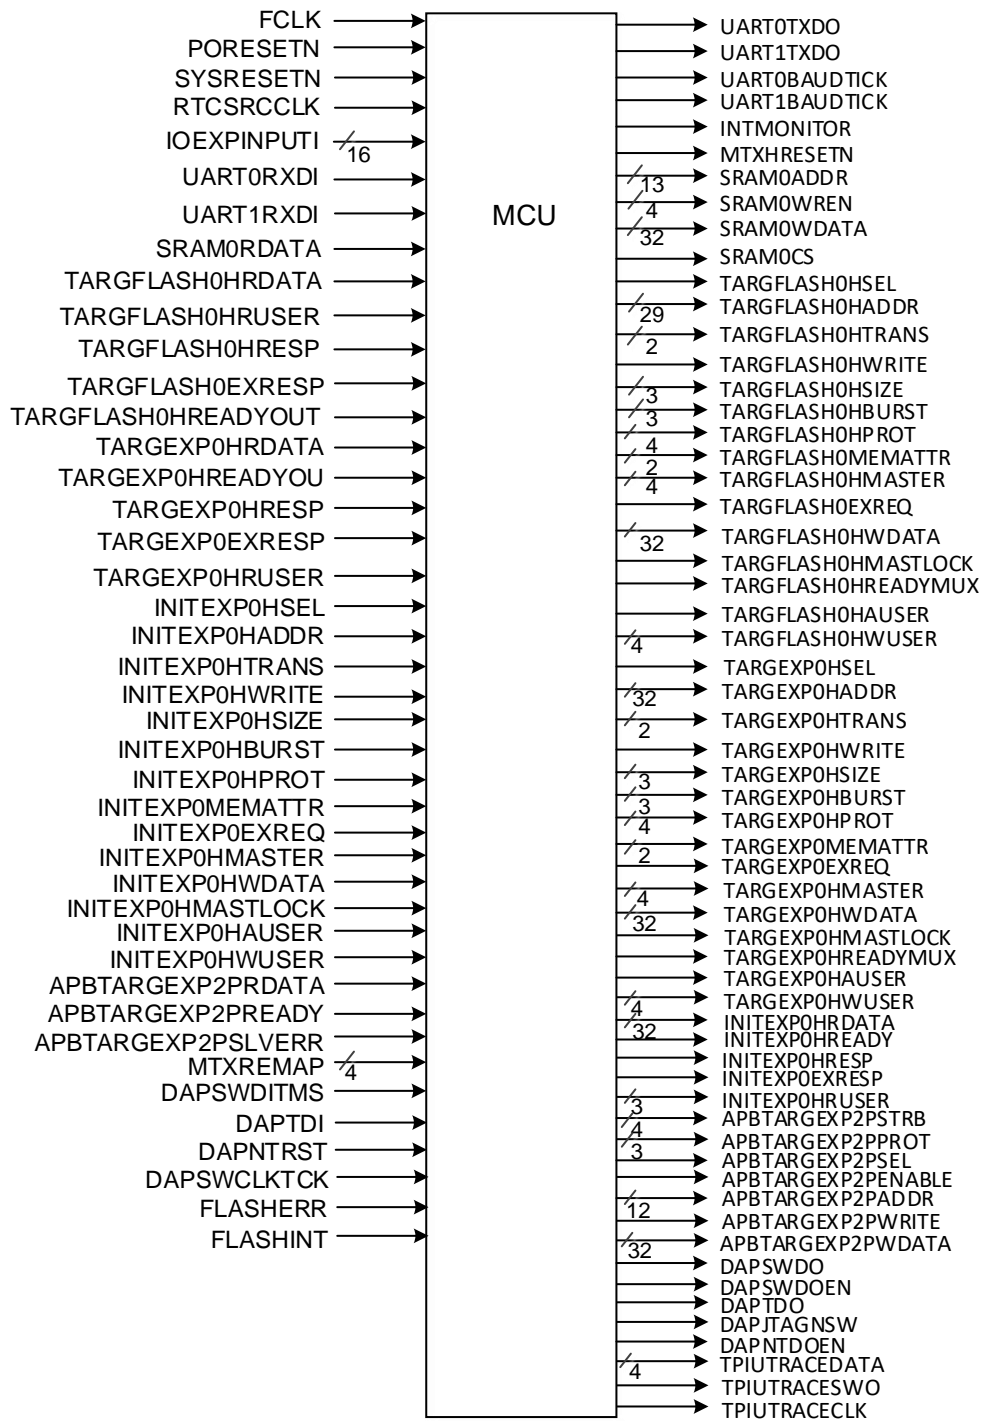 FCLK
PORESETN
SYSRESETN
RTCSRCCLK
IOEXPINPUTI
16
UART0RXDI
UART1RXDI
SRAM0RDATA
TARGFLASH0HRDATA
TARGFLASH0HRUSER
TARGFLASH0HRESP
TARGFLASH0EXRESP
TARGFLASH0HREADYOUT
TARGEXP0HRDATA
TARGEXP0HREADYOU
TARGEXP0HRESP
TARGEXP0EXRESP
TARGEXP0HRUSER
INITEXP0HSEL
INITEXP0HADDR
INITEXP0HTRANS
INITEXP0HWRITE
INITEXP0HSIZE
INITEXP0HBURST
INITEXP0HPROT
INITEXP0MEMATTR
INITEXP0EXREQ
INITEXP0HMASTER
INITEXP0HWDATA
INITEXP0HMASTLOCK
INITEXP0HAUSER
INITEXP0HWUSER
APBTARGEXP2PRDATA
APBTARGEXP2PREADY
APBTARGEXP2PSLVERR
MTXREMAP
4
DAPSWDITMS
DAPTDI
DAPNTRST
DAPSWCLKTCK
FLASHERR
FLASHINT
MCU
UART0TXDO
UART1TXDO
UART0BAUDTICK
UART1BAUDTICK
INTMONITOR
MTXHRESETN
SRAM0ADDR
13
SRAM0WREN
4
SRAM0WDATA
32
SRAM0CS
TARGFLASH0HSEL
TARGFLASH0HADDR
29
TARGFLASH0HTRANS
2
TARGFLASH0HWRITE
TARGFLASH0HSIZE
3
TARGFLASH0HBURST
3
TARGFLASH0HPROT
4
TARGFLASH0MEMATTR
2
TARGFLASH0HMASTER
4
TARGFLASH0EXREQ
TARGFLASH0HWDATA
32
TARGFLASH0HMASTLOCK
TARGFLASH0HREADYMUX
TARGFLASH0HAUSER
TARGFLASH0HWUSER
4
TARGEXP0HSEL
TARGEXP0HADDR
32
TARGEXP0HTRANS
2
TARGEXP0HWRITE
TARGEXP0HSIZE
3
TARGEXP0HBURST
3
TARGEXP0HPROT
4
TARGEXP0MEMATTR
2
TARGEXP0EXREQ
TARGEXP0HMASTER
4
TARGEXP0HWDATA
32
TARGEXP0HMASTLOCK
TARGEXP0HREADYMUX
TARGEXP0HAUSER
TARGEXP0HWUSER
4
INITEXP0HRDATA
32
INITEXP0HREADY
INITEXP0HRESP
INITEXP0EXRESP
INITEXP0HRUSER
3
APBTARGEXP2PSTRB
4
APBTARGEXP2PPROT
3
APBTARGEXP2PSEL
APBTARGEXP2PENABLE
APBTARGEXP2PADDR
12
APBTARGEXP2PWRITE
APBTARGEXP2PWDATA
32
DAPSWDO
DAPSWDOEN
DAPTDO
DAPJTAGNSW
DAPNTDOEN
TPIUTRACEDATA
4
TPIUTRACESWO
TPIUTRACECLK